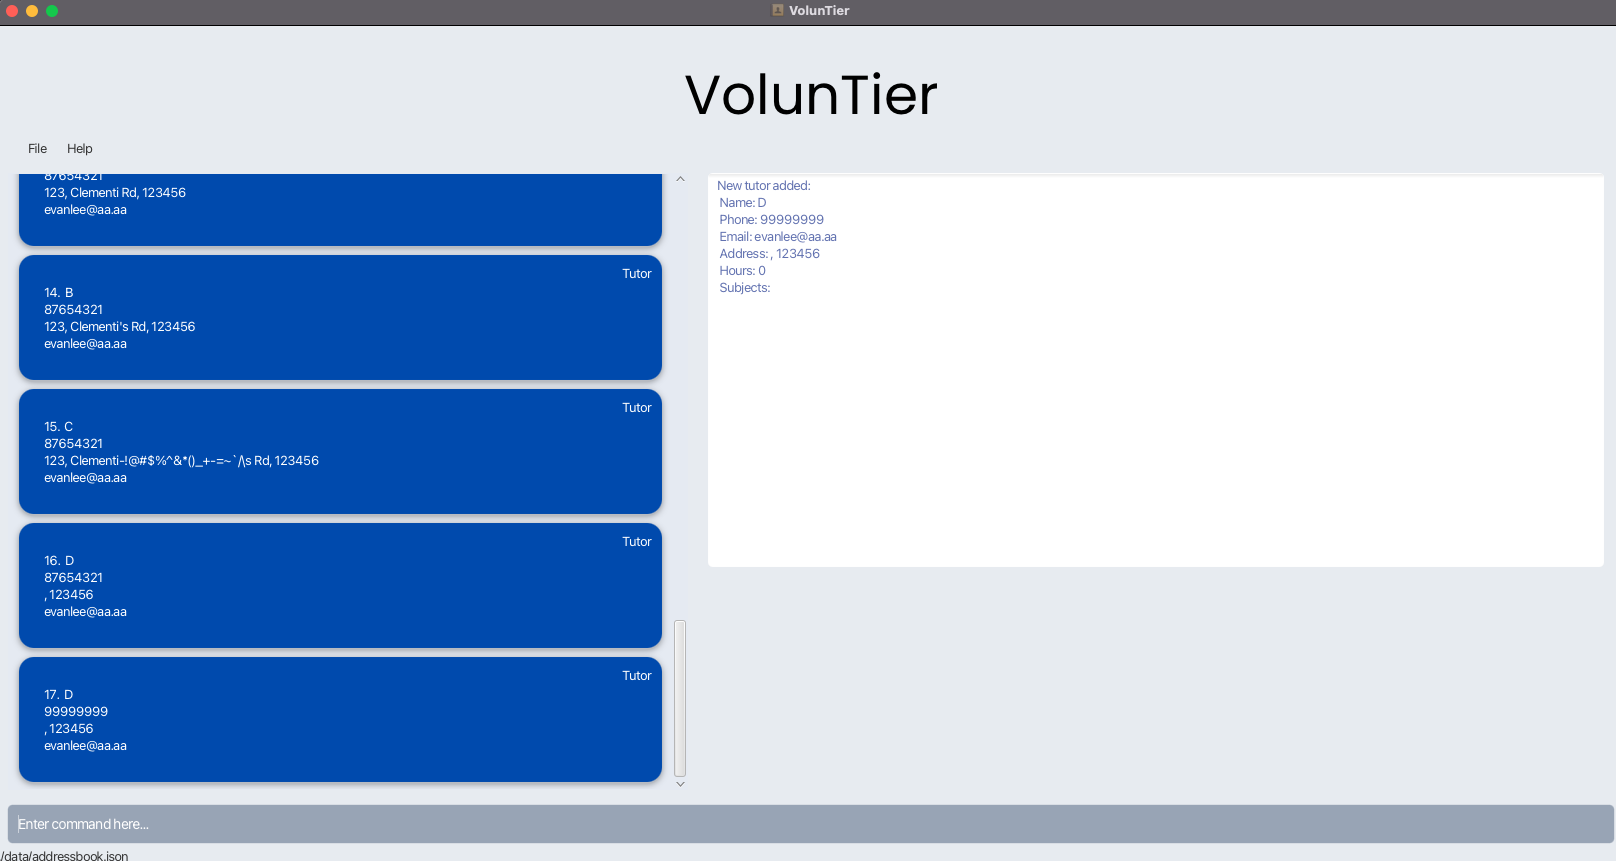 VolunTier
VolunTier
File Help
87654321
123, Clementi Rd, 123456
evanlee@aa.aa
Tutor
14. B
87654321
123, Clementi's Rd, 123456
evanlee@aa.aa
Tutor
15. C
87654321
123, Clementi-!@#$%^&*()_+-=~`/\s Rd, 123456
evanlee@aa.aa
Tutor
16. D
87654321
, 123456
evanlee@aa.aa
Tutor
17. D
99999999
, 123456
evanlee@aa.aa
New tutor added:
Name: D
Phone: 99999999
Email: evanlee@aa.aa
Address: , 123456
Hours: 0
Subjects:
Enter command here...
/data/addressbook.json